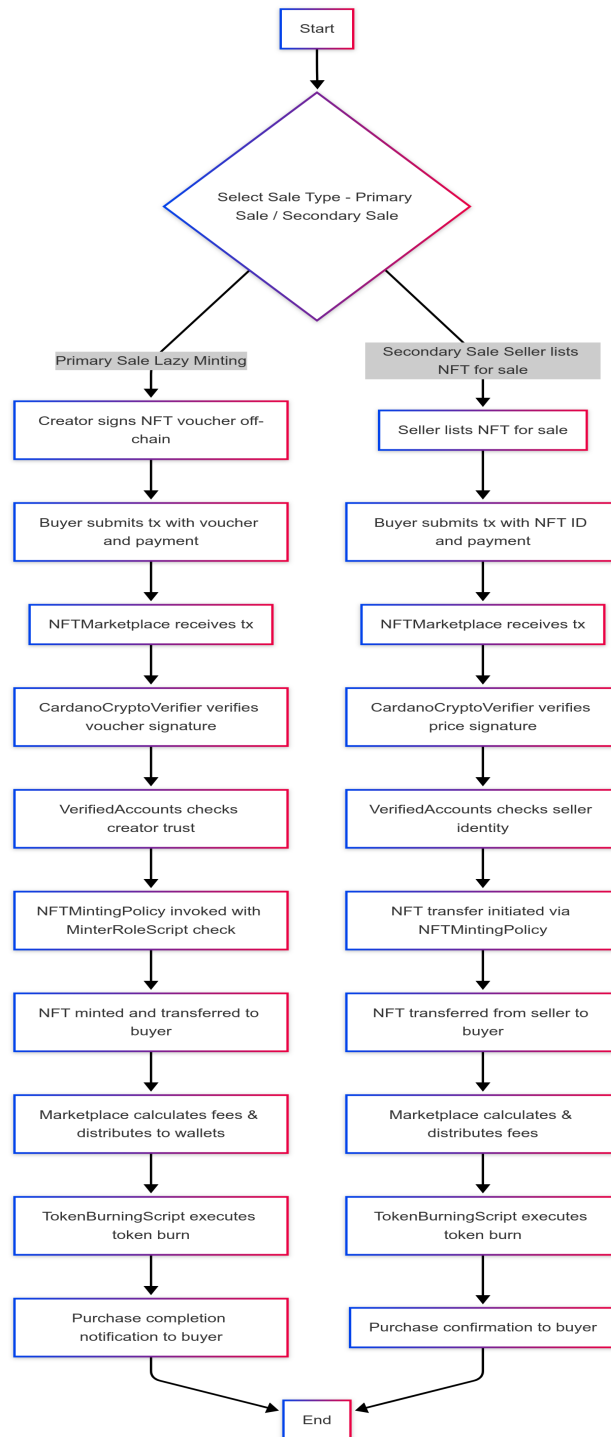 Start
Select Sale Type - Primary
Sale / Secondary Sale
Primary Sale Lazy Minting
Creator signs NFT voucher off-
chain
Buyer submits tx with voucher
and payment
NFTMarketplace receives tx
CardanoCryptoVerifier verifies
voucher signature
VerifiedAccounts checks
creator trust
NFTMintingPolicy invoked with
MinterRoleScript check
NFT minted and transferred to
buyer
Marketplace calculates fees &
distributes to wallets
TokenBurningScript executes
token burn
Purchase completion
notification to buyer
Secondary Sale Seller lists
NFT for sale
Seller lists NFT for sale
Buyer submits tx with NFT ID
and payment
NFTMarketplace receives tx
CardanoCryptoVerifier verifies
price signature
VerifiedAccounts checks seller
identity
NFT transfer initiated via
NFTMintingPolicy
NFT transferred from seller to
buyer
Marketplace calculates &
distributes fees
TokenBurningScript executes
token burn
Purchase confirmation to buyer
End